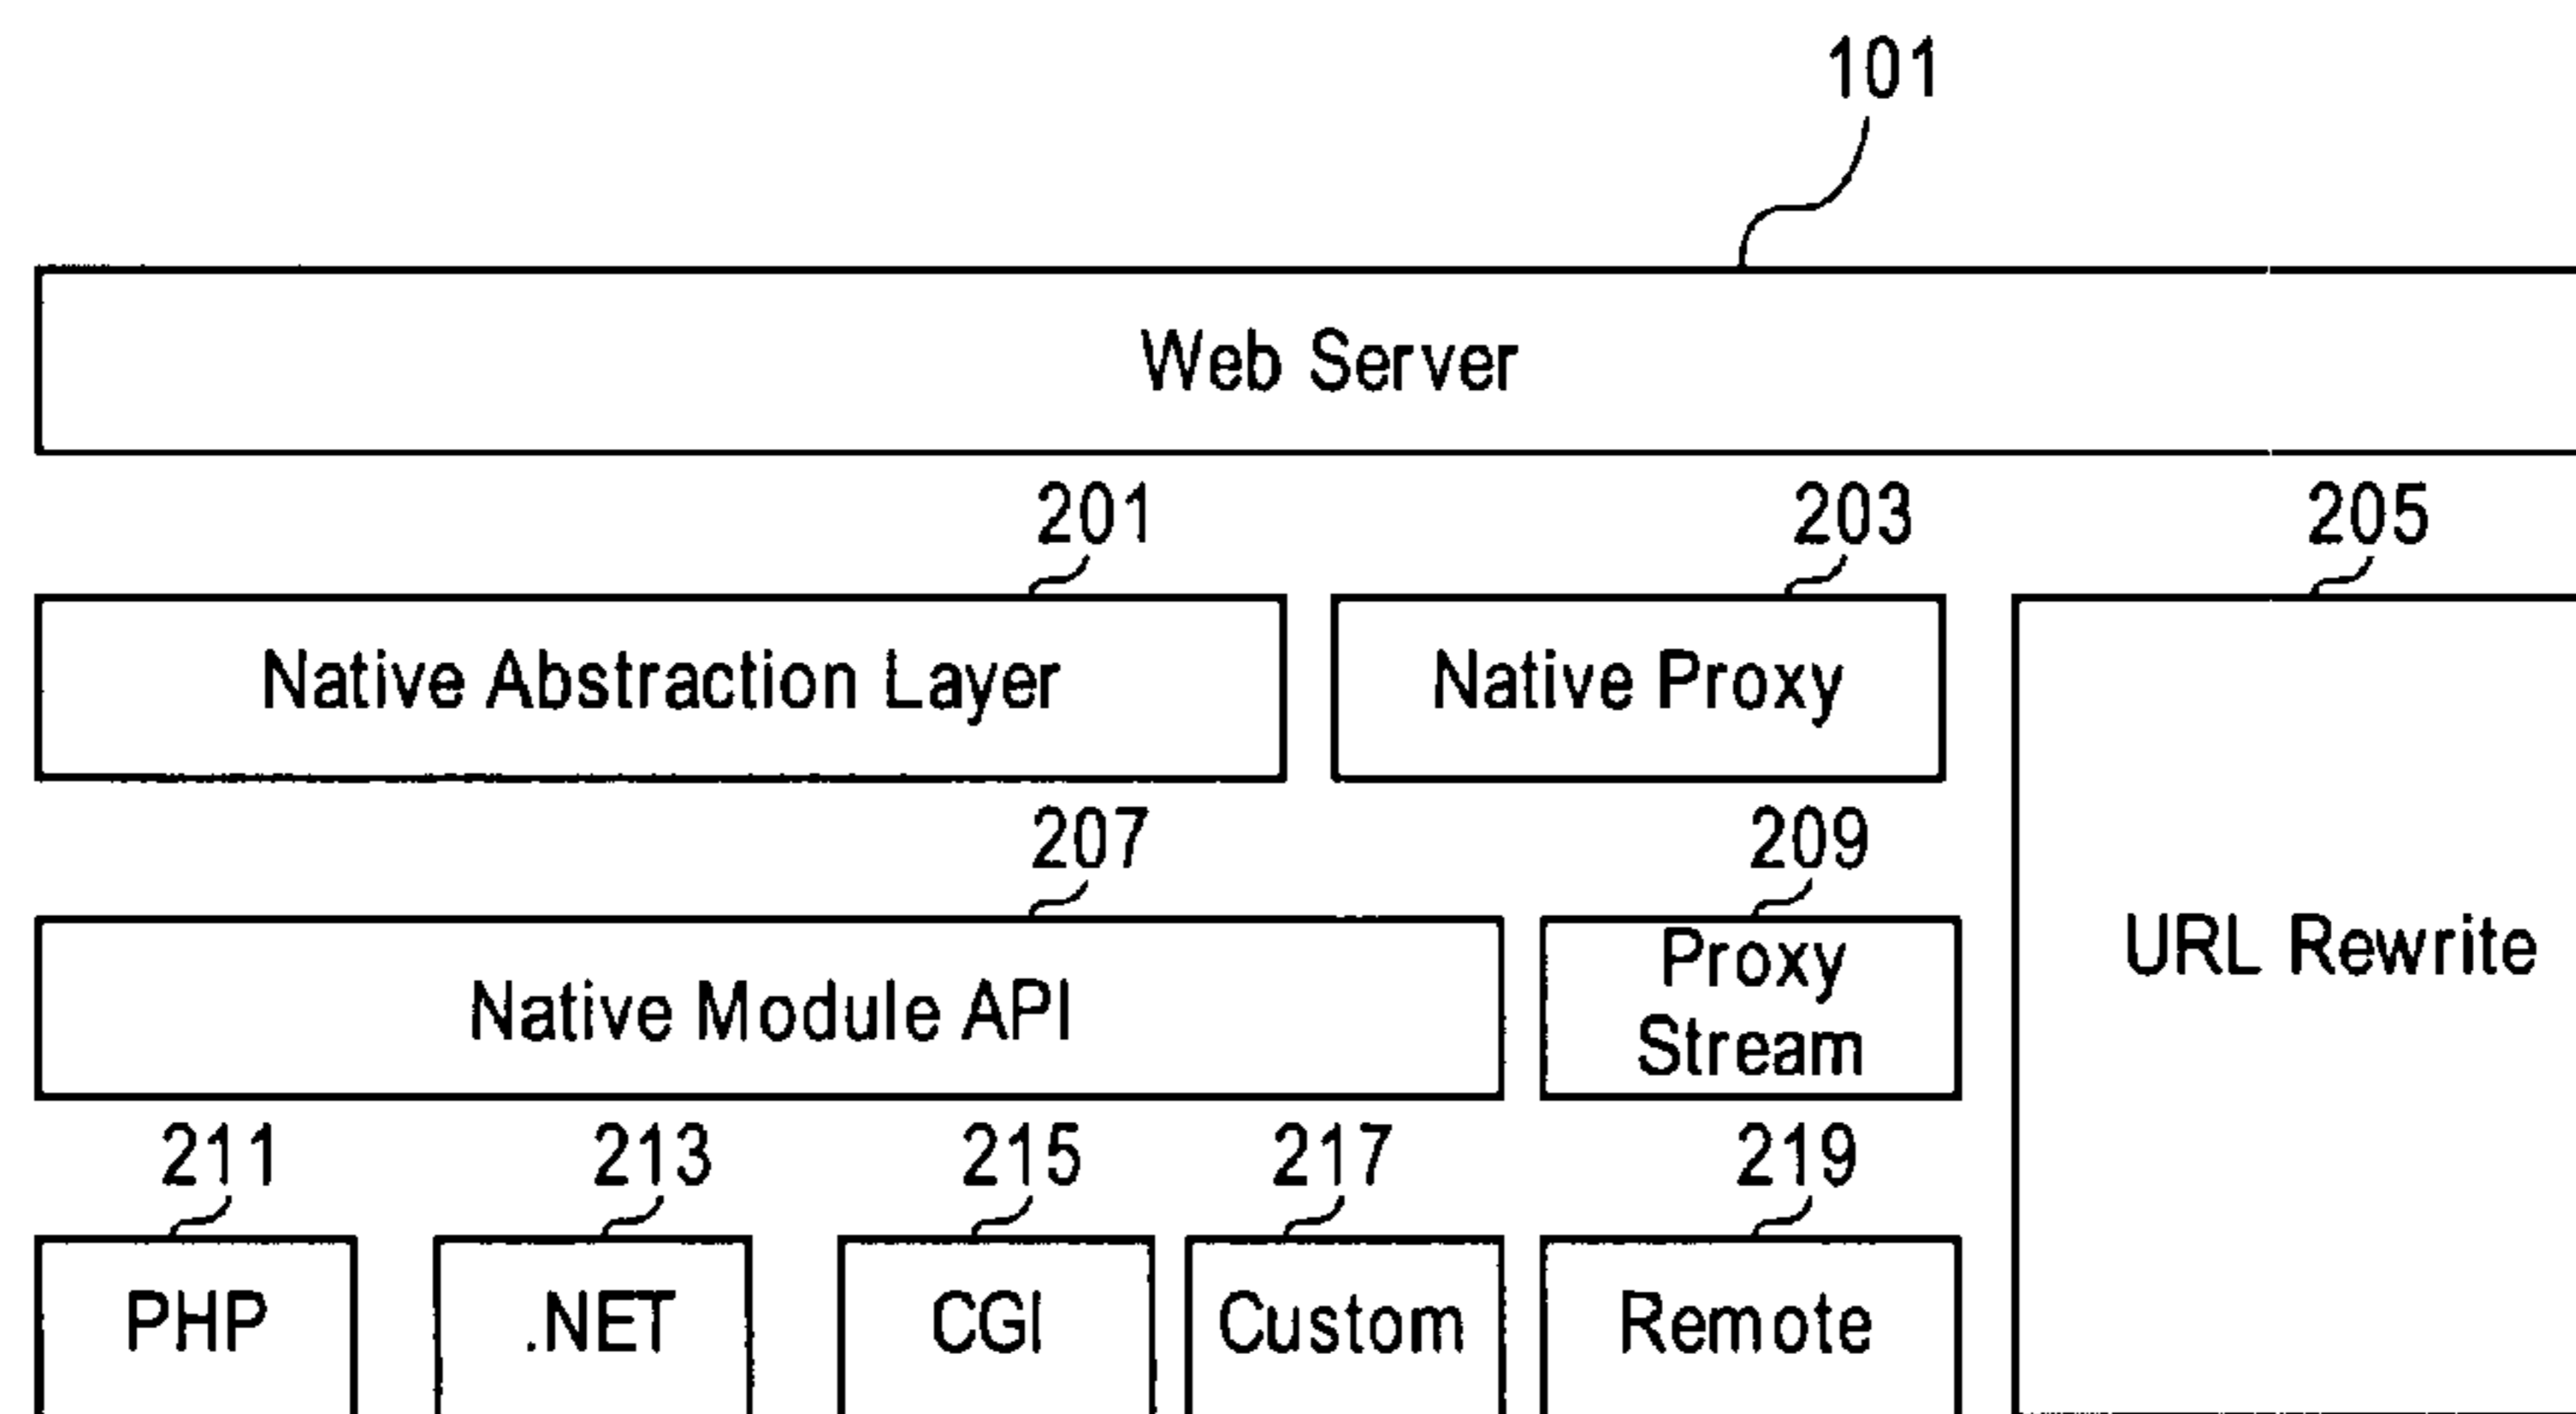 101
Web Server
201 203 205
Native Abstraction Layer Native Proxy
207 209
Native Module API
Proxy
Stream
URL Rewrite
211 213 215 217 219
PHP .NET CGI Custom Remote